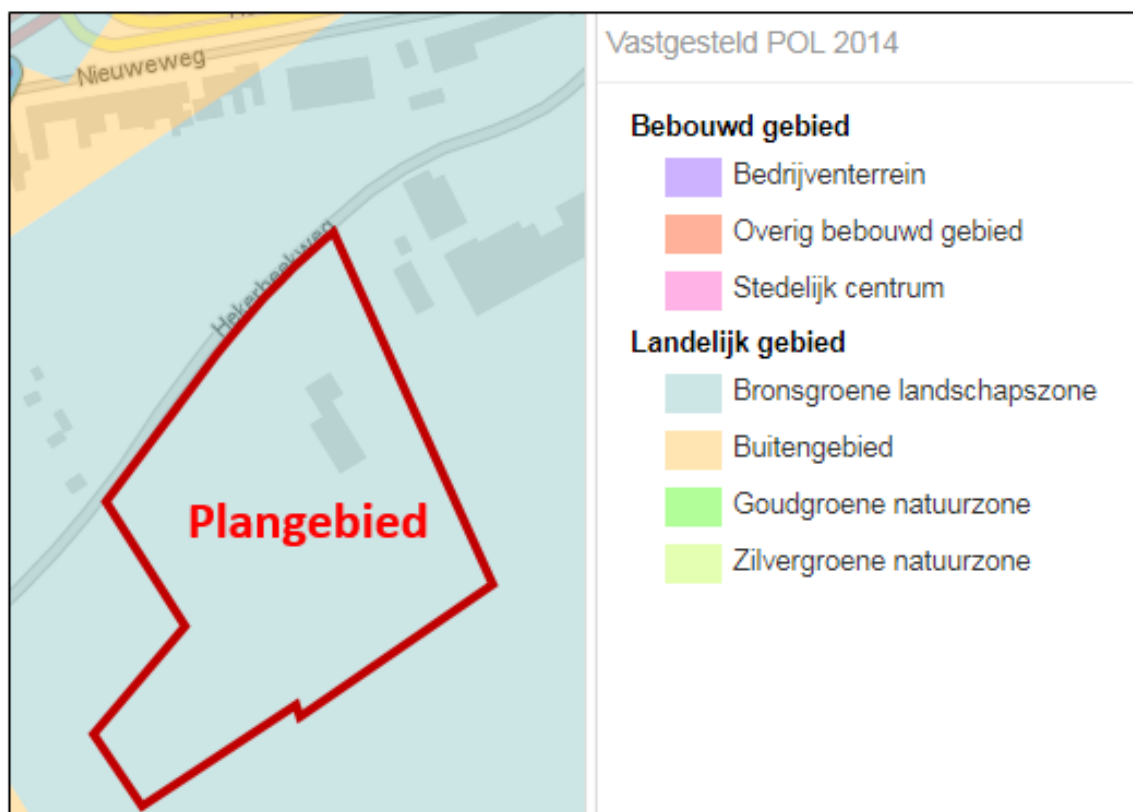 Nieuweweg
Hekerbeekweg
Plangebied
Vastgesteld POL 2014
Bebouwd gebied
Bedrijventerrein
Overig bebouwd gebied
Stedelijk centrum
Landelijk gebied
Bronsgroene landschapszone
Buitengebied
Goudgroene natuurzone
Zilvergroene natuurzone